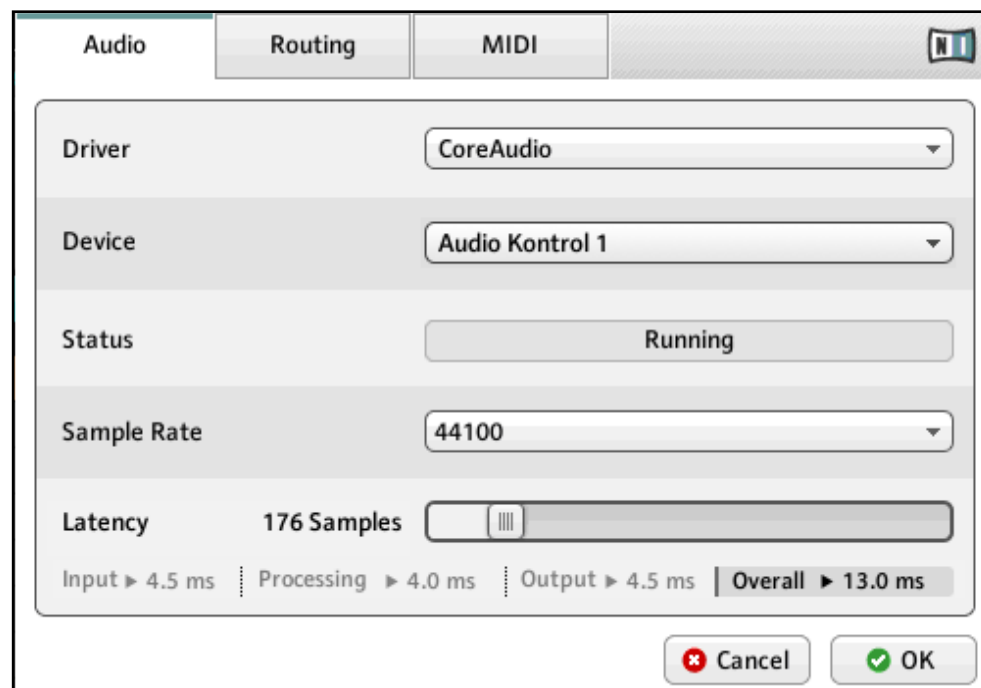 Audio Routing MIDI NI
Driver CoreAudio
Device Audio Kontrol 1
Status Running
Sample Rate 44100
Latency 176 Samples
Input ▶ 4.5 ms Processing ▶ 4.0 ms Output ▶ 4.5 ms Overall ▶ 13.0 ms
Cancel OK